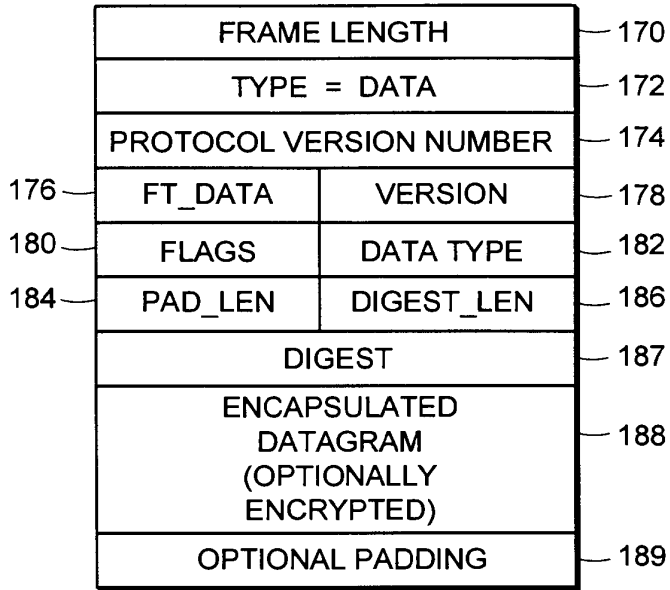 FRAME LENGTH 170
TYPE = DATA 172
PROTOCOL VERSION NUMBER 174
176 FT_DATA VERSION 178
180 FLAGS DATA TYPE 182
184 PAD_LEN DIGEST_LEN 186
DIGEST 187
ENCAPSULATED
DATAGRAM 188
(OPTIONALLY
ENCRYPTED)
OPTIONAL PADDING 189